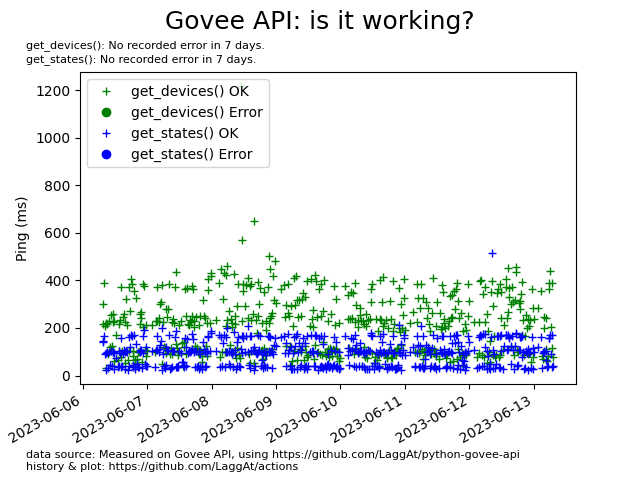 Govee API: is it working?
get_devices(): No recorded error in 7 days.
get_states(): No recorded error in 7 days.
get_devices() OK
get_devices() Error
get_states() OK
get_states() Error
Ping (ms)
1200
1000
800
600
400
200
0
2023-06-06
2023-06-07
2023-06-08
2023-06-09
2023-06-10
2023-06-11
2023-06-12
2023-06-13
data source: Measured on Govee API, using https://github.com/LaggAt/python-govee-api
history & plot: https://github.com/LaggAt/actions